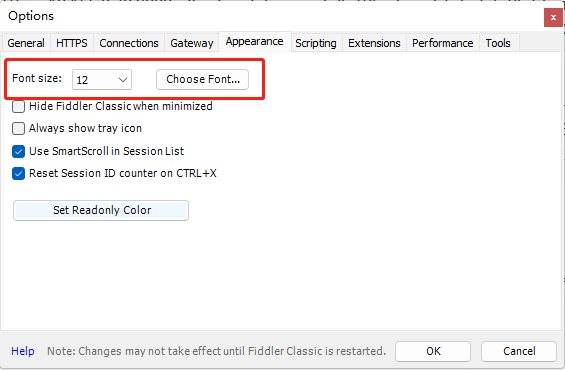 Options
x
General HTTPS Connections Gateway Appearance Scripting Extensions Performance Tools
Font size: 12 Choose Font...
Hide Fiddler Classic when minimized
Always show tray icon
Use SmartScroll in Session List
Reset Session ID counter on CTRL+X
Set Readonly Color
Help Note: Changes may not take effect until Fiddler Classic is restarted. OK Cancel